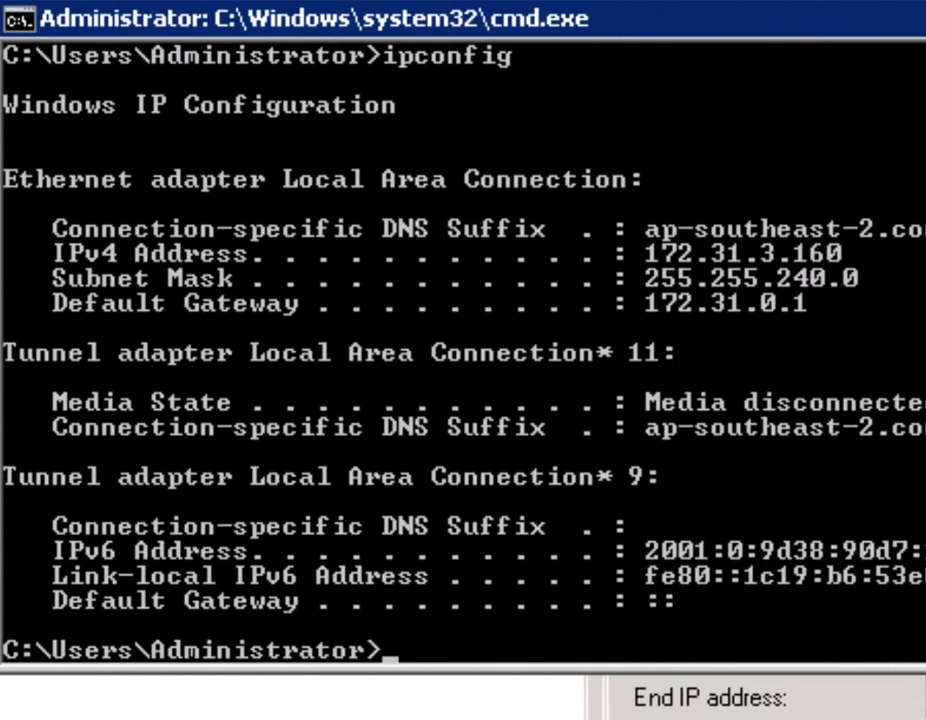 Administrator: C:\Windows\system32\cmd.exe
C:\Users\Administrator>ipconfig
Windows IP Configuration
Ethernet adapter Local Area Connection:
Connection-specific DNS Suffix . : ap-southeast-2.co
IPv4 Address. . . . . . . . . . . : 172.31.3.160
Subnet Mask . . . . . . . . . . . : 255.255.240.0
Default Gateway . . . . . . . . . : 172.31.0.1
Tunnel adapter Local Area Connection* 11:
Media State . . . . . . . . . . . : Media disconnecte
Connection-specific DNS Suffix . : ap-southeast-2.co
Tunnel adapter Local Area Connection* 9:
Connection-specific DNS Suffix . :
IPv6 Address. . . . . . . . . . . : 2001:0:9d38:90d7:
Link-local IPv6 Address . . . . . : fe80::1c19:b6:53e
Default Gateway . . . . . . . . . : ::
C:\Users\Administrator>_
End IP address: